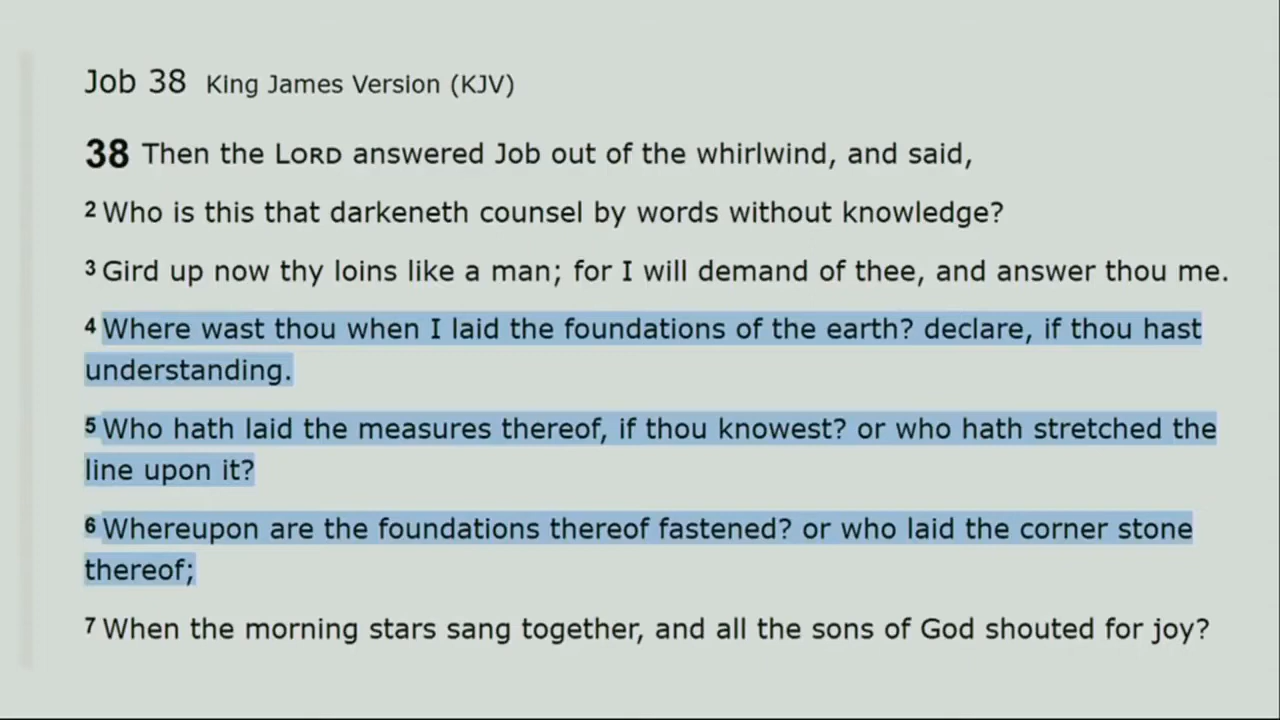 Job 38 King James Version (KJV)
38 Then the LORD answered Job out of the whirlwind, and said,
2 Who is this that darkeneth counsel by words without knowledge?
3 Gird up now thy loins like a man; for I will demand of thee, and answer thou me.
4 Where wast thou when I laid the foundations of the earth? declare, if thou hast
understanding.
5 Who hath laid the measures thereof, if thou knowest? or who hath stretched the
line upon it?
6 Whereupon are the foundations thereof fastened? or who laid the corner stone
thereof;
7 When the morning stars sang together, and all the sons of God shouted for joy?